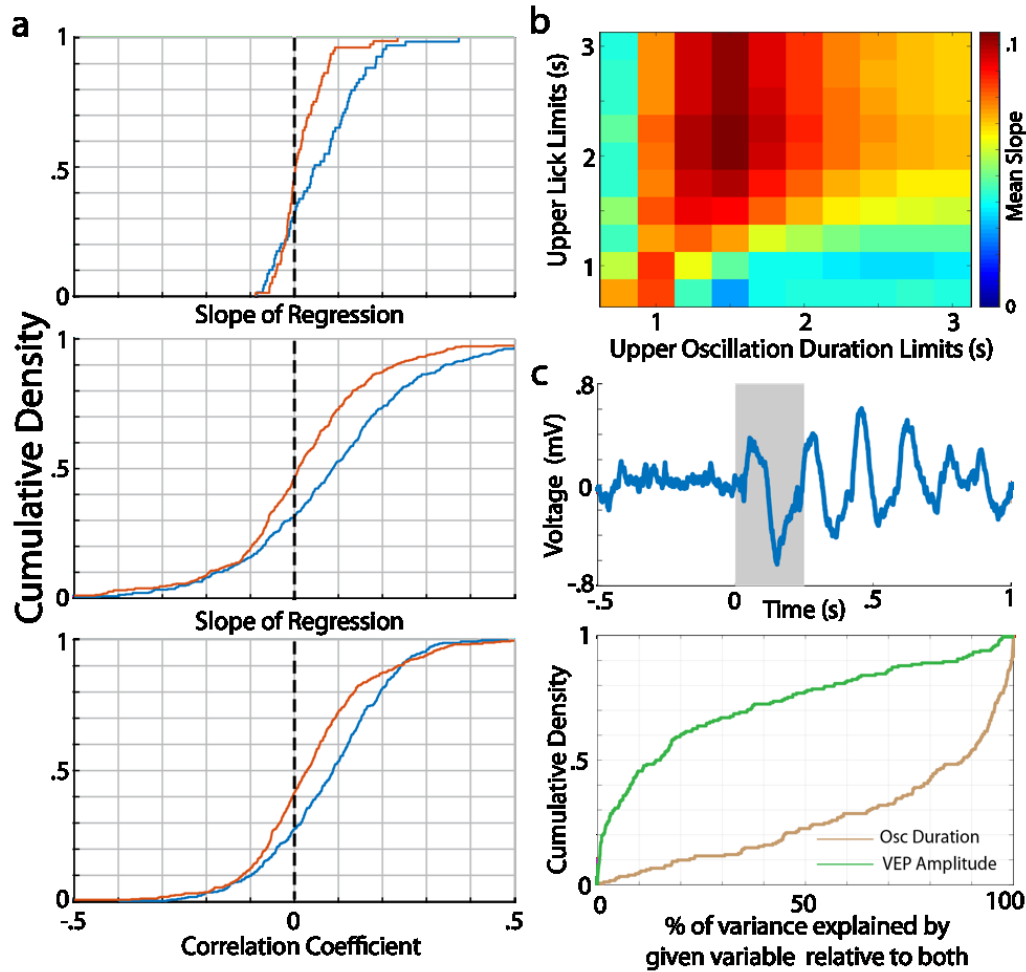 a
Cumulative Density
1
.5
0
Slope of Regression
1
.5
0
Slope of Regression
1
.5
0
-.5
0
.5
Correlation Coefficient
b
Upper Lick Limits (s)
3
2
1
1
2
3
Upper Oscillation Duration Limits (s)
.1
Mean Slope
0
c
Voltage (mV)
.8
0
-.8
-.5
0
.5
1
Time (s)
Cumulative Density
1
.5
0
Osc Duration
VEP Amplitude
0
50
100
% of variance explained by
given variable relative to both